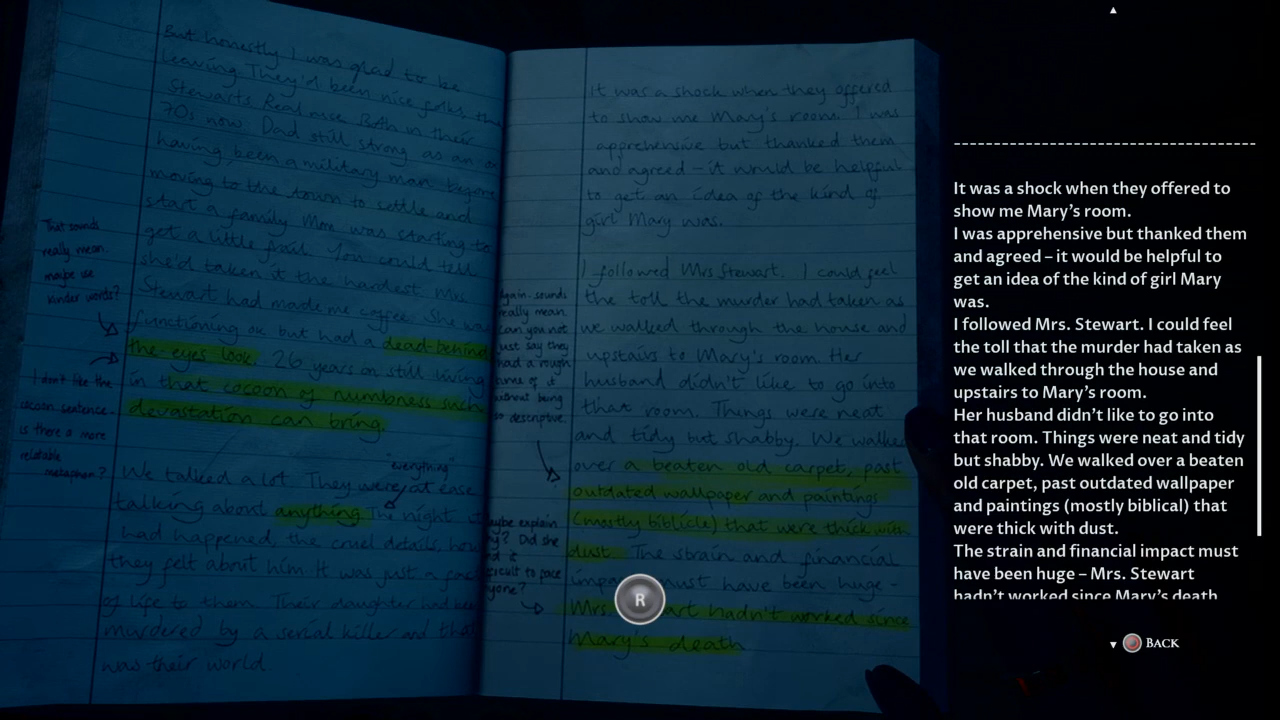 But honestly I was glad to be
leaving They'd been nice folks, the
Stewarts Real nice. Both in their
70s now. Dad still strong as an o
having been a military man begore
moving to the town to settle and
start a family Mom was starting to
get a little frail. You could tell
she'd taken it the hardest Mrs
Stewart had made me coffee. She was
functioning ok but had a dead-behind
the eyes look. 26 years on still living
in that cocoon of numbness such
devastation can bring.
That sounds
really mean.
maybe use
kinder words?
I don't like the
cocoon sentence -
is there a more
relatable
metaphor?
"everything"
We talked a lot. They were at ease
talking about anything The night it
had happened, the cruel details, how
they felt about him. It was just a fact
of life to them. Their daughter had been
murdered by a serial killer and that
was their world.
It was a shock when they offered
to show me Mary's room. I was
apprehensive but thanked them
and agreed - it would be helpful
to get an idea of the kind of
girl Mary was.
I followed Mrs Stewart. I could feel
the toll the murder had taken as
we walked through the house and
upstairs to Mary's room. Her
husband didn't like to go into
that room. Things were neat
and tidy but shabby. We walked
over a beaten old carpet, past
outdated wallpaper and paintings
(mostly biblicle) that were thick with
dust. The strain and financial
impa must have been huge -
Mrs. art hadn't worked since
Mary's death
Again - sounds
really mean.
can you not
just say they
had a rough
time of it
without being
so descriptive.
aybe explain
y? Did she
d it
icult to pace
yone?
R
It was a shock when they offered to
show me Mary's room.
I was apprehensive but thanked them
and agreed – it would be helpful to
get an idea of the kind of girl Mary
was.
I followed Mrs. Stewart. I could feel
the toll that the murder had taken as
we walked through the house and
upstairs to Mary's room.
Her husband didn't like to go into
that room. Things were neat and tidy
but shabby. We walked over a beaten
old carpet, past outdated wallpaper
and paintings (mostly biblical) that
were thick with dust.
The strain and financial impact must
have been huge – Mrs. Stewart
hadn't worked since Mary's death
BACK